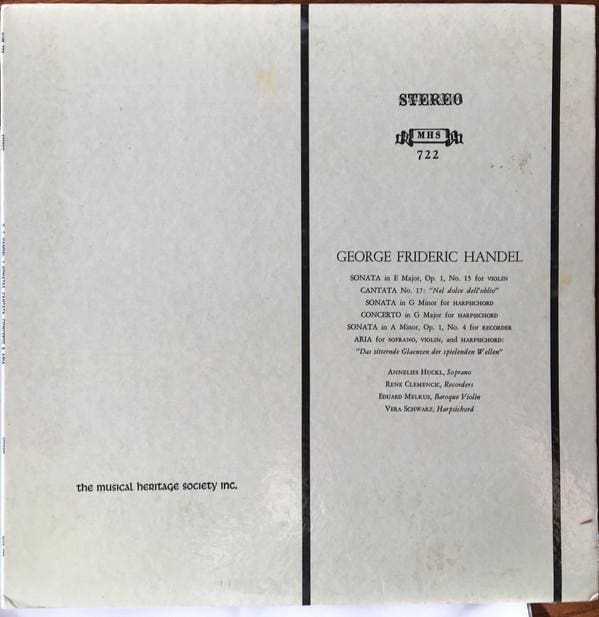 STEREO
MHS
722
GEORGE FRIDERIC HANDEL
SONATA in E Major, Op. 1, No. 15 for VIOLIN
CANTATA No. 17: "Nel dolce dell'oblio"
SONATA in G Minor for HARPSICHORD
CONCERTO in G Major for HARPSICHORD
SONATA in A Minor, Op. 1, No. 4 for RECORDER
ARIA for SOPRANO, VIOLIN, and HARPSICHORD:
"Das zitternde Glaenzen der spielenden Wellen"
ANNELIES HUCKL, Soprano
RENE CLEMENCIC, Recorders
EDUARD MELKUS, Baroque Violin
VERA SCHWARZ, Harpsichord
the musical heritage society inc.